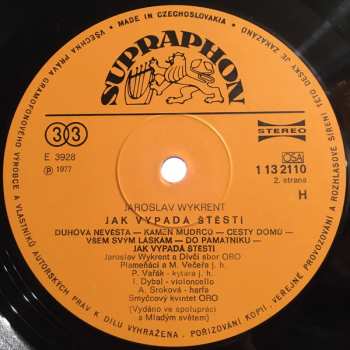 MADE IN CZECHOSLOVAKIA • VŠECHNA PRÁVA GRAMOFONOVÉHO VÝROBCE A VLASTNÍKŮ AUTORSKÝCH PRÁV K DÍLU VYHRAŽENA. POŘIZOVÁNÍ KOPIÍ, VEŘEJNÉ PROVOZOVÁNÍ A ROZHLASOVÉ ŠÍŘENÍ TÉTO DESKY JE ZAKÁZÁNO
SUPRAPHON
33
STEREO
E 3928
℗ 1977
OSA
1 13 2110
2. strana
H
JAROSLAV WYKRENT
JAK VYPADÁ ŠTĚSTÍ
DUHOVÁ NEVĚSTA — KÁMEN MUDRCŮ — CESTY DOMŮ —
VŠEM SVÝM LÁSKÁM — DO PAMÁTNÍKU —
JAK VYPADÁ ŠTĚSTÍ
Jaroslav Wykrent a Dívčí sbor ORO
Plameňáci a M. Večeřa j. h.
P. Vařák - kytara j. h.
I. Dybal - violoncello
A. Sroková - harfa
Smyčcový kvintet ORO
(Vydáno ve spolupráci
s Mladým světem)